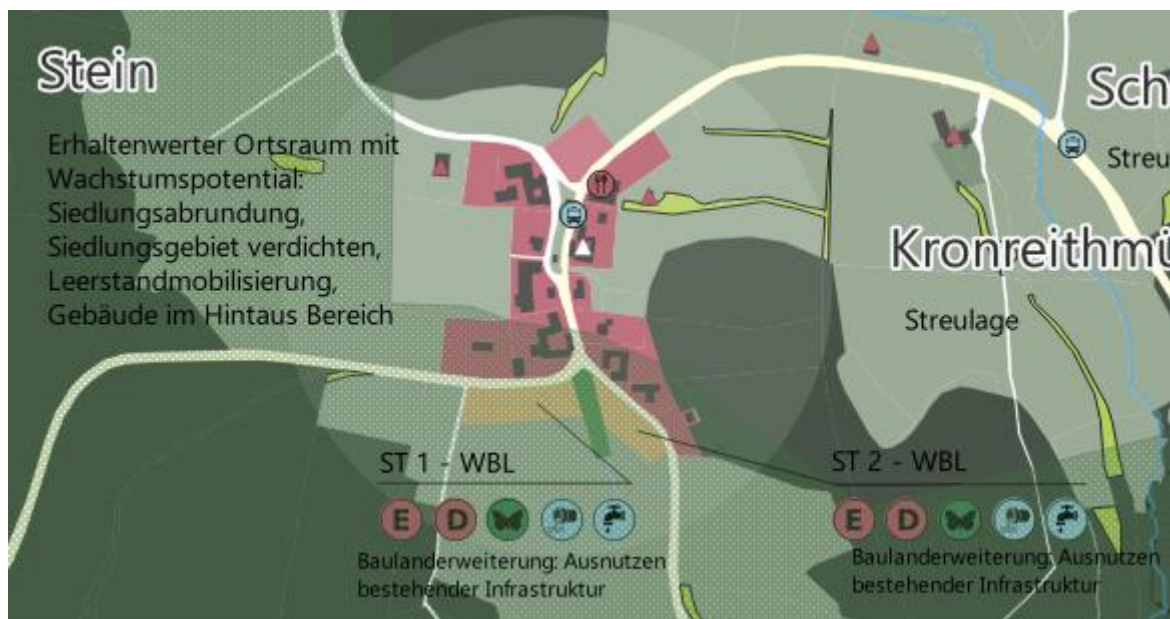 Stein
Erhaltenwerter Ortsraum mit
Wachstumspotential:
Siedlungsabrundung,
Siedlungsgebiet verdichten,
Leerstandmobilisierung,
Gebäude im Hintaus Bereich
Sch
Streu
Kronreithmü
Streulage
ST 1 - WBL
E D
Baulanderweiterung: Ausnutzen
bestehender Infrastruktur
ST 2 - WBL
E D
Baulanderweiterung: Ausnutzen
bestehender Infrastruktur